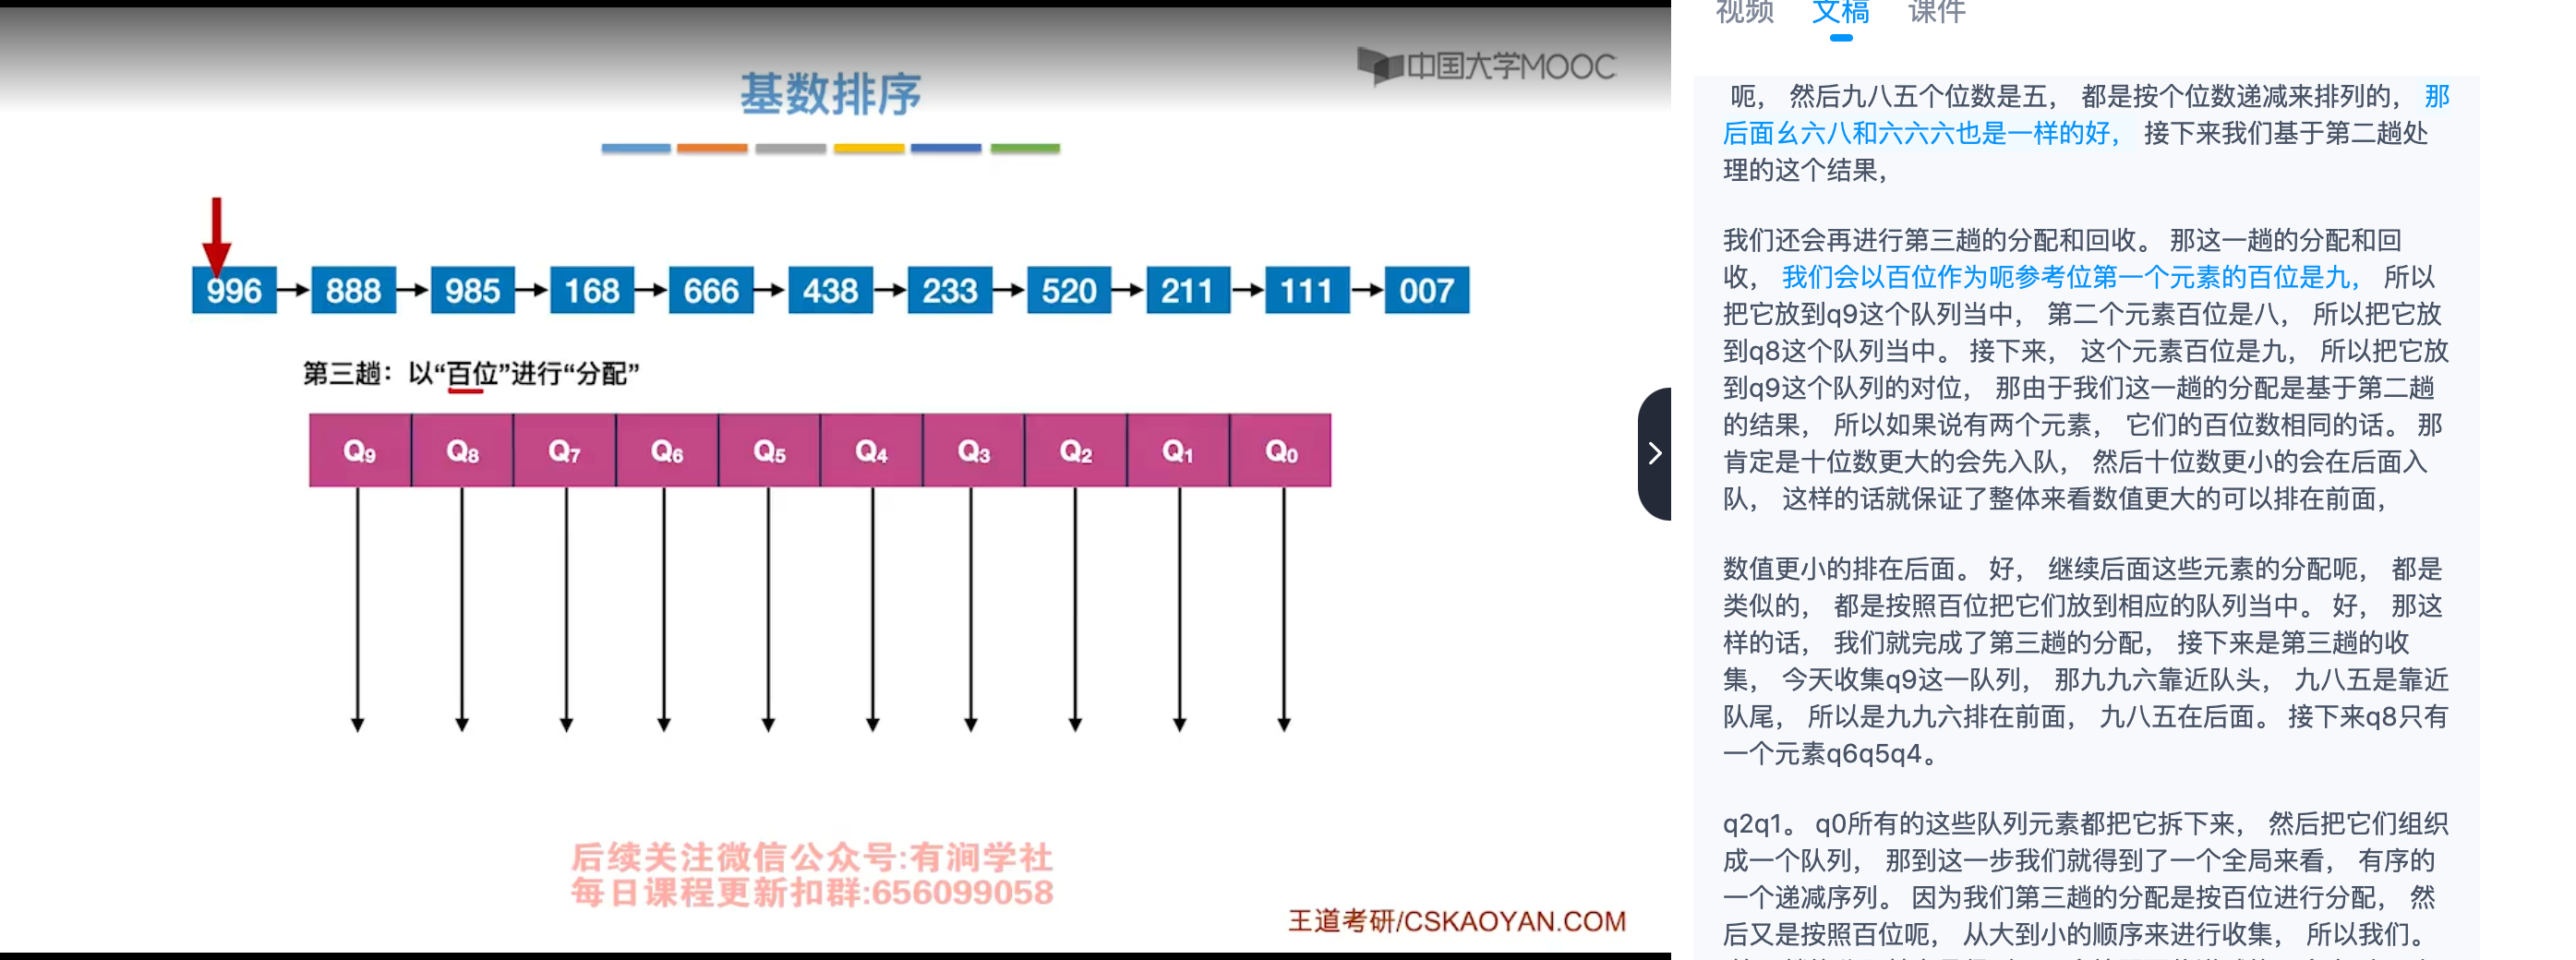 中国大学MOOC
基数排序
996 888 985 168 666 438 233 520 211 111 007
第三趟：以“百位”进行“分配”
Q9 Q8 Q7 Q6 Q5 Q4 Q3 Q2 Q1 Q0
后续关注微信公众号:有涧学社
每日课程更新扣群:656099058
王道考研/CSKAOYAN.COM
视频 文稿 课件
呃， 然后九八五个位数是五， 都是按个位数递减来排列的， 那
后面幺六八和六六六也是一样的好， 接下来我们基于第二趟处
理的这个结果，
我们还会再进行第三趟的分配和回收。 那这一趟的分配和回
收， 我们会以百位作为呃参考位第一个元素的百位是九， 所以
把它放到q9这个队列当中， 第二个元素百位是八， 所以把它放
到q8这个队列当中。 接下来， 这个元素百位是九， 所以把它放
到q9这个队列的对位， 那由于我们这一趟的分配是基于第二趟
的结果， 所以如果说有两个元素， 它们的百位数相同的话。 那
肯定是十位数更大的会先入队， 然后十位数更小的会在后面入
队， 这样的话就保证了整体来看数值更大的可以排在前面，
数值更小的排在后面。 好， 继续后面这些元素的分配呃， 都是
类似的， 都是按照百位把它们放到相应的队列当中。 好， 那这
样的话， 我们就完成了第三趟的分配， 接下来是第三趟的收
集， 今天收集q9这一队列， 那九九六靠近队头， 九八五是靠近
队尾， 所以是九九六排在前面， 九八五在后面。 接下来q8只有
一个元素q6q5q4。
q2q1。 q0所有的这些队列元素都把它拆下来， 然后把它们组织
成一个队列， 那到这一步我们就得到了一个全局来看， 有序的
一个递减序列。 因为我们第三趟的分配是按百位进行分配， 然
后又是按照百位呃， 从大到小的顺序来进行收集， 所以我们。